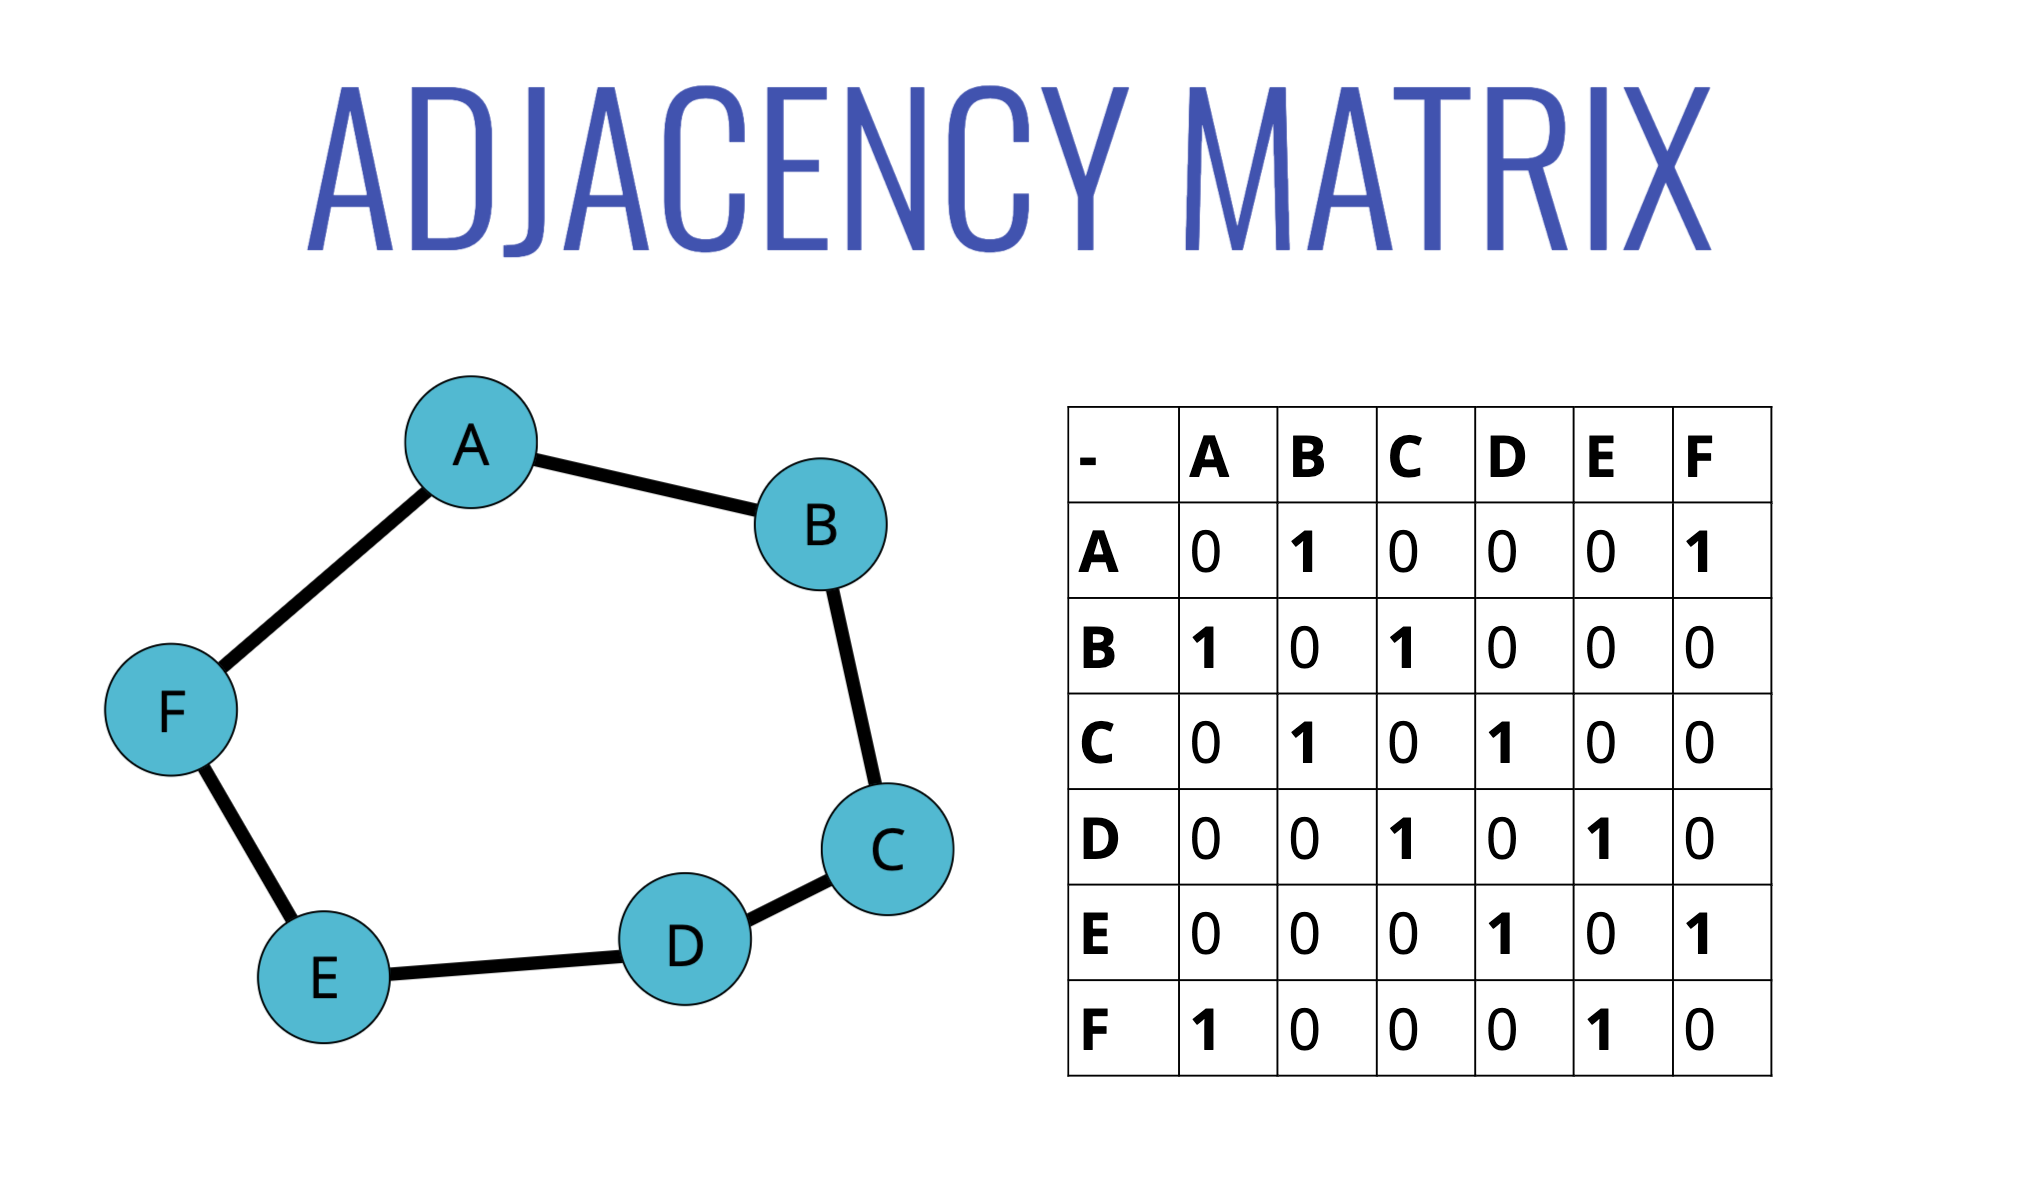 ADJACENCY MATRIX
A
B
F
C
D
E
- A B C D E F
A 0 1 0 0 0 1
B 1 0 1 0 0 0
C 0 1 0 1 0 0
D 0 0 1 0 1 0
E 0 0 0 1 0 1
F 1 0 0 0 1 0